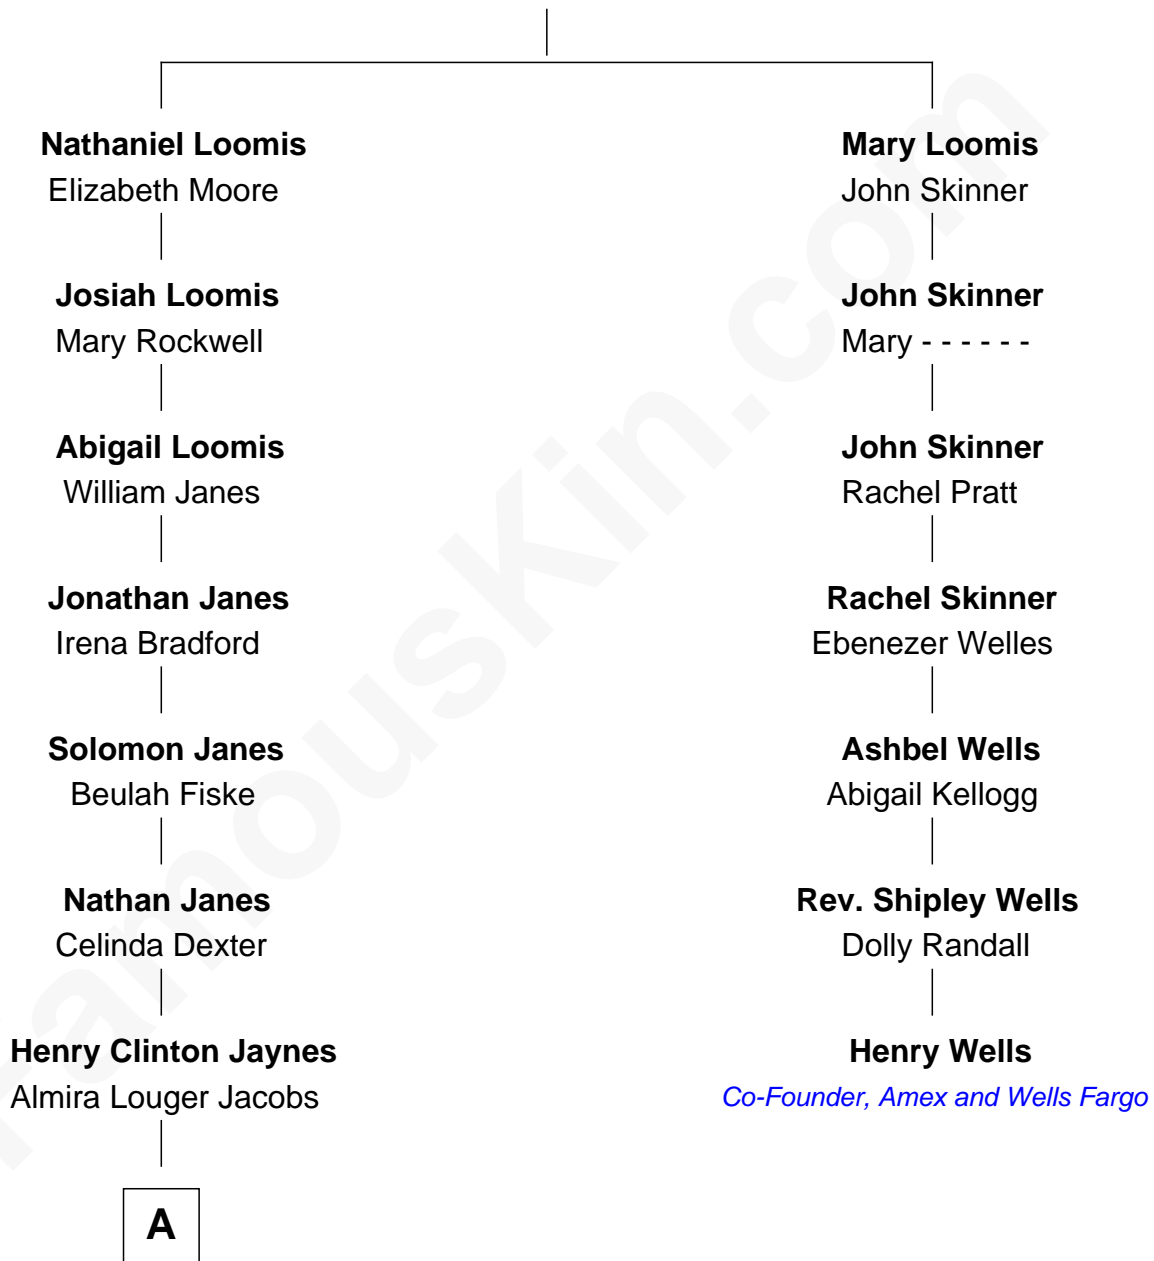 Nathaniel Loomis
Elizabeth Moore
Mary Loomis
John Skinner
Josiah Loomis
Mary Rockwell
John Skinner
Mary - - - - - -
Abigail Loomis
William Janes
John Skinner
Rachel Pratt
Jonathan Janes
Irena Bradford
Rachel Skinner
Ebenezer Welles
Solomon Janes
Beulah Fiske
Ashbel Wells
Abigail Kellogg
Nathan Janes
Celinda Dexter
Rev. Shipley Wells
Dolly Randall
Henry Clinton Jaynes
Almira Louger Jacobs
Henry Wells
Co-Founder, Amex and Wells Fargo
A
FamousKin.com